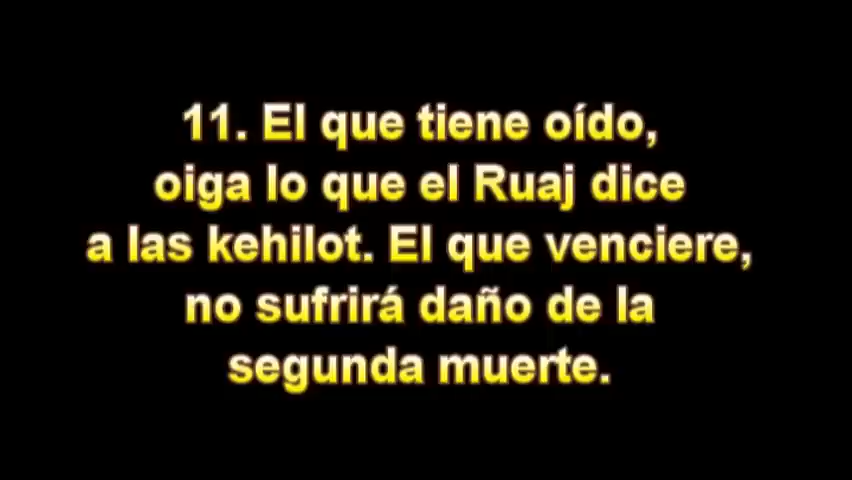 11. El que tiene oído,
oiga lo que el Ruaj dice
a las kehilot. El que venciere,
no sufrirá daño de la
segunda muerte.